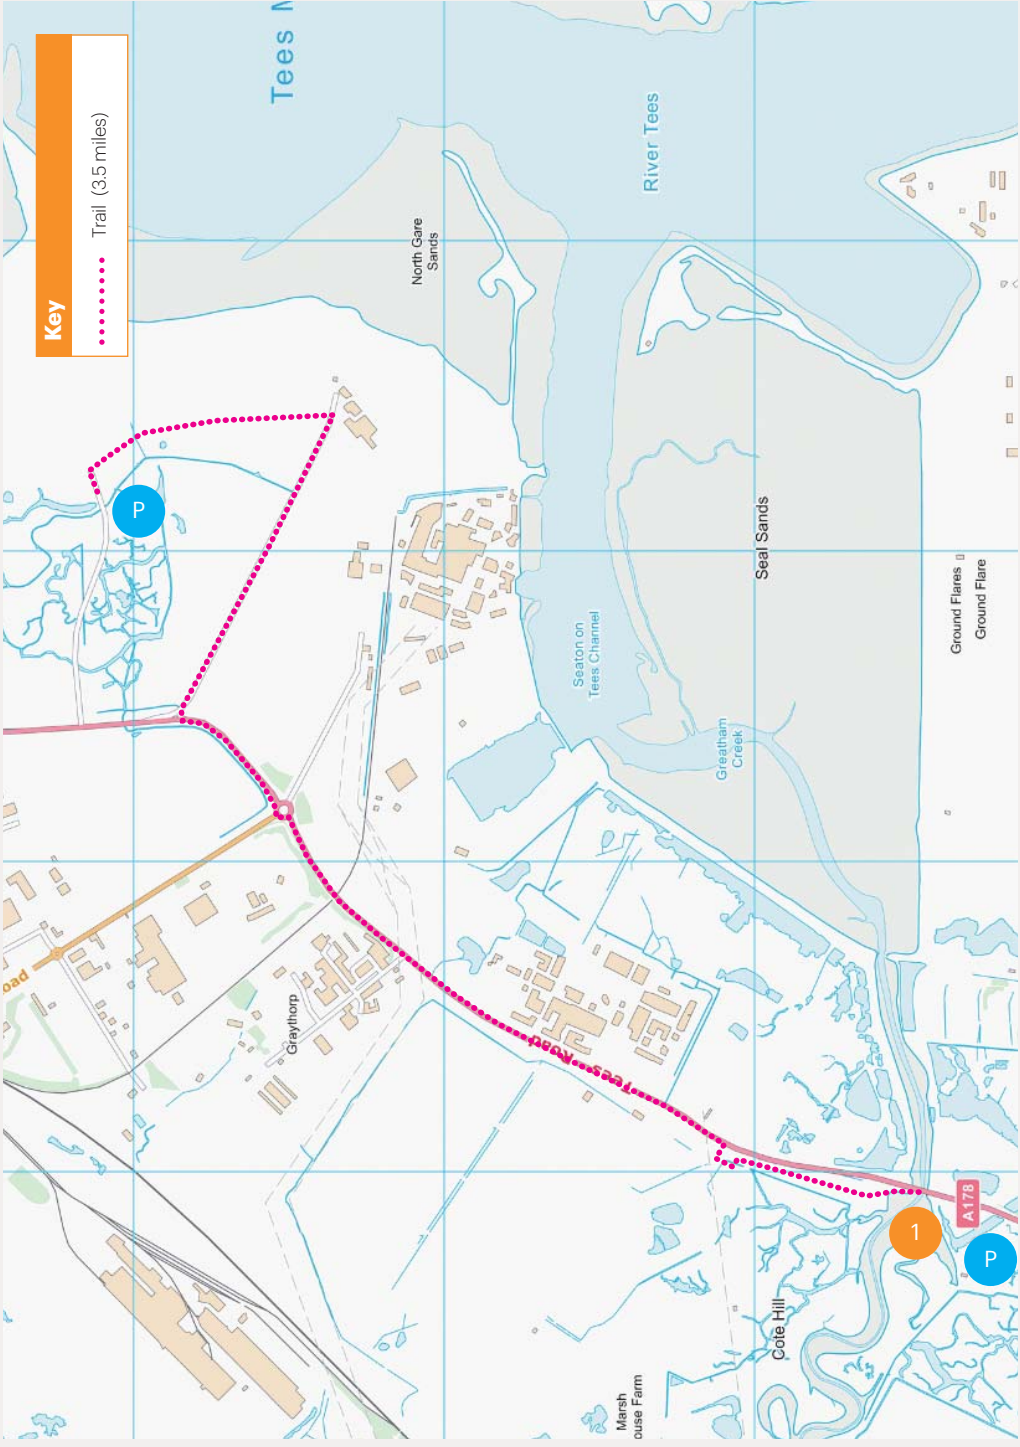 Key
Trail (3.5 miles)
Tees
River Tees
North Gare
Sands
Seal Sands
Seaton on
Tees Channel
Greatham
Creek
Ground Flares
Ground Flare
P
oad
Graythorp
Tees Road
A178
1
P
Cote Hill
Marsh
ouse Farm